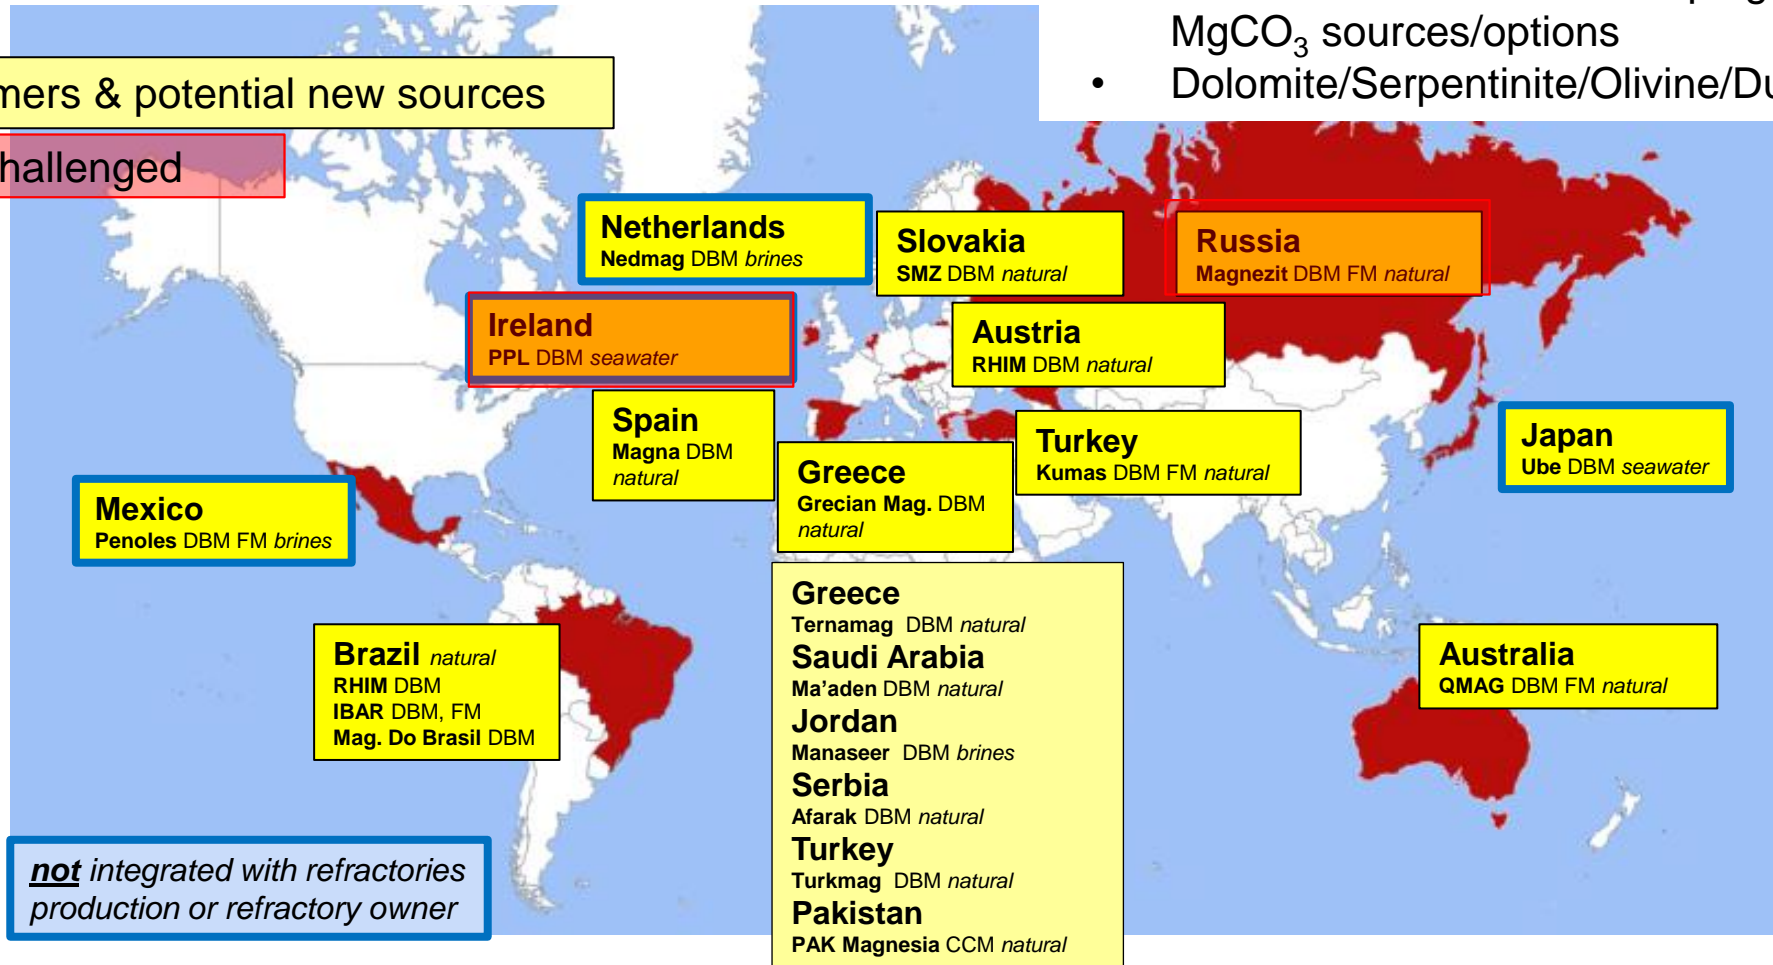 MgCO₃ sources/options
• Dolomite/Serpentinite/Olivine/Du
mers & potential new sources
hallenged
Netherlands
Nedmag DBM brines
Slovakia
SMZ DBM natural
Russia
Magnezit DBM FM natural
Ireland
PPL DBM seawater
Austria
RHIM DBM natural
Spain
Magna DBM
natural
Greece
Grecian Mag. DBM
natural
Turkey
Kumas DBM FM natural
Japan
Ube DBM seawater
Mexico
Penoles DBM FM brines
Brazil natural
RHIM DBM
IBAR DBM, FM
Mag. Do Brasil DBM
Greece
Ternamag DBM natural
Saudi Arabia
Ma’aden DBM natural
Jordan
Manaseer DBM brines
Serbia
Afarak DBM natural
Turkey
Turkmag DBM natural
Pakistan
PAK Magnesia CCM natural
Australia
QMAG DBM FM natural
not integrated with refractories
production or refractory owner